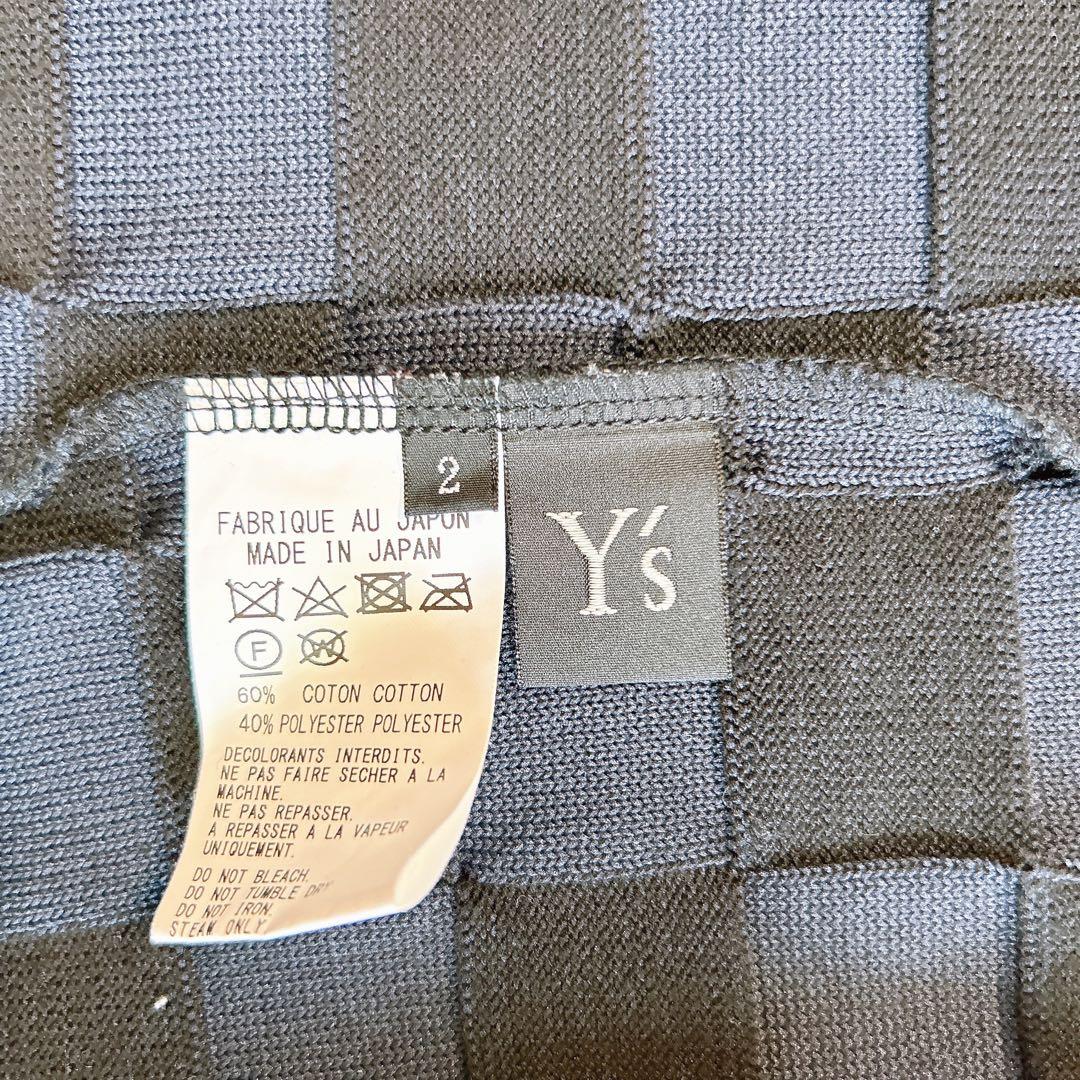 2
Y's
FABRIQUE AU JAPON
MADE IN JAPAN
F
W
60% COTON COTTON
40% POLYESTER POLYESTER
DECOLORANTS INTERDITS.
NE PAS FAIRE SECHER A LA
MACHINE.
NE PAS REPASSER,
A REPASSER A LA VAPEUR
UNIQUEMENT.
DO NOT BLEACH.
DO NOT TUMBLE DRY
DO NOT IRON.
STEAM ONLY.